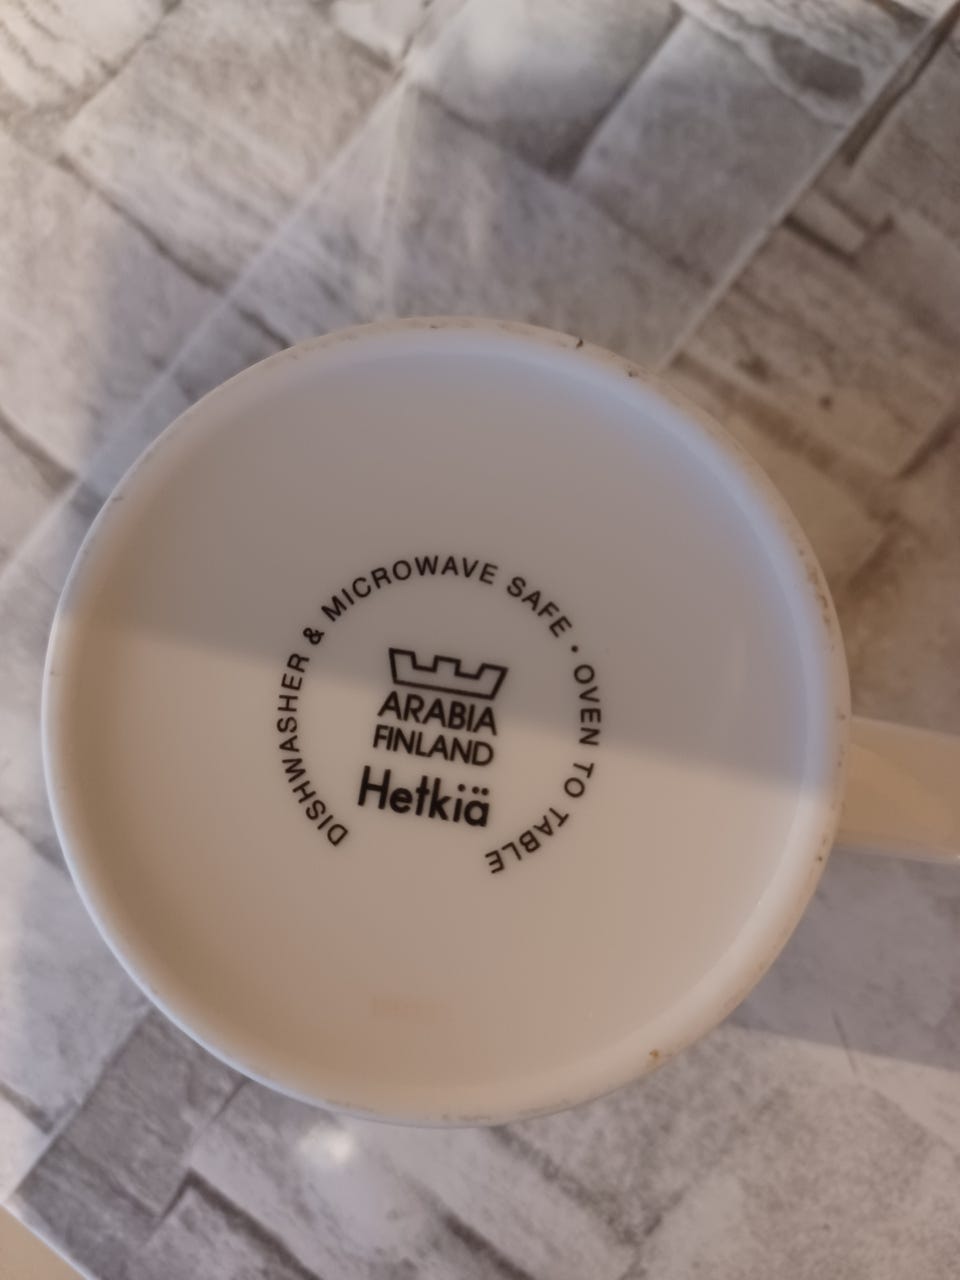 DISHWASHER & MICROWAVE SAFE • OVEN TO TABLE
ARABIA
FINLAND
Hetkiä